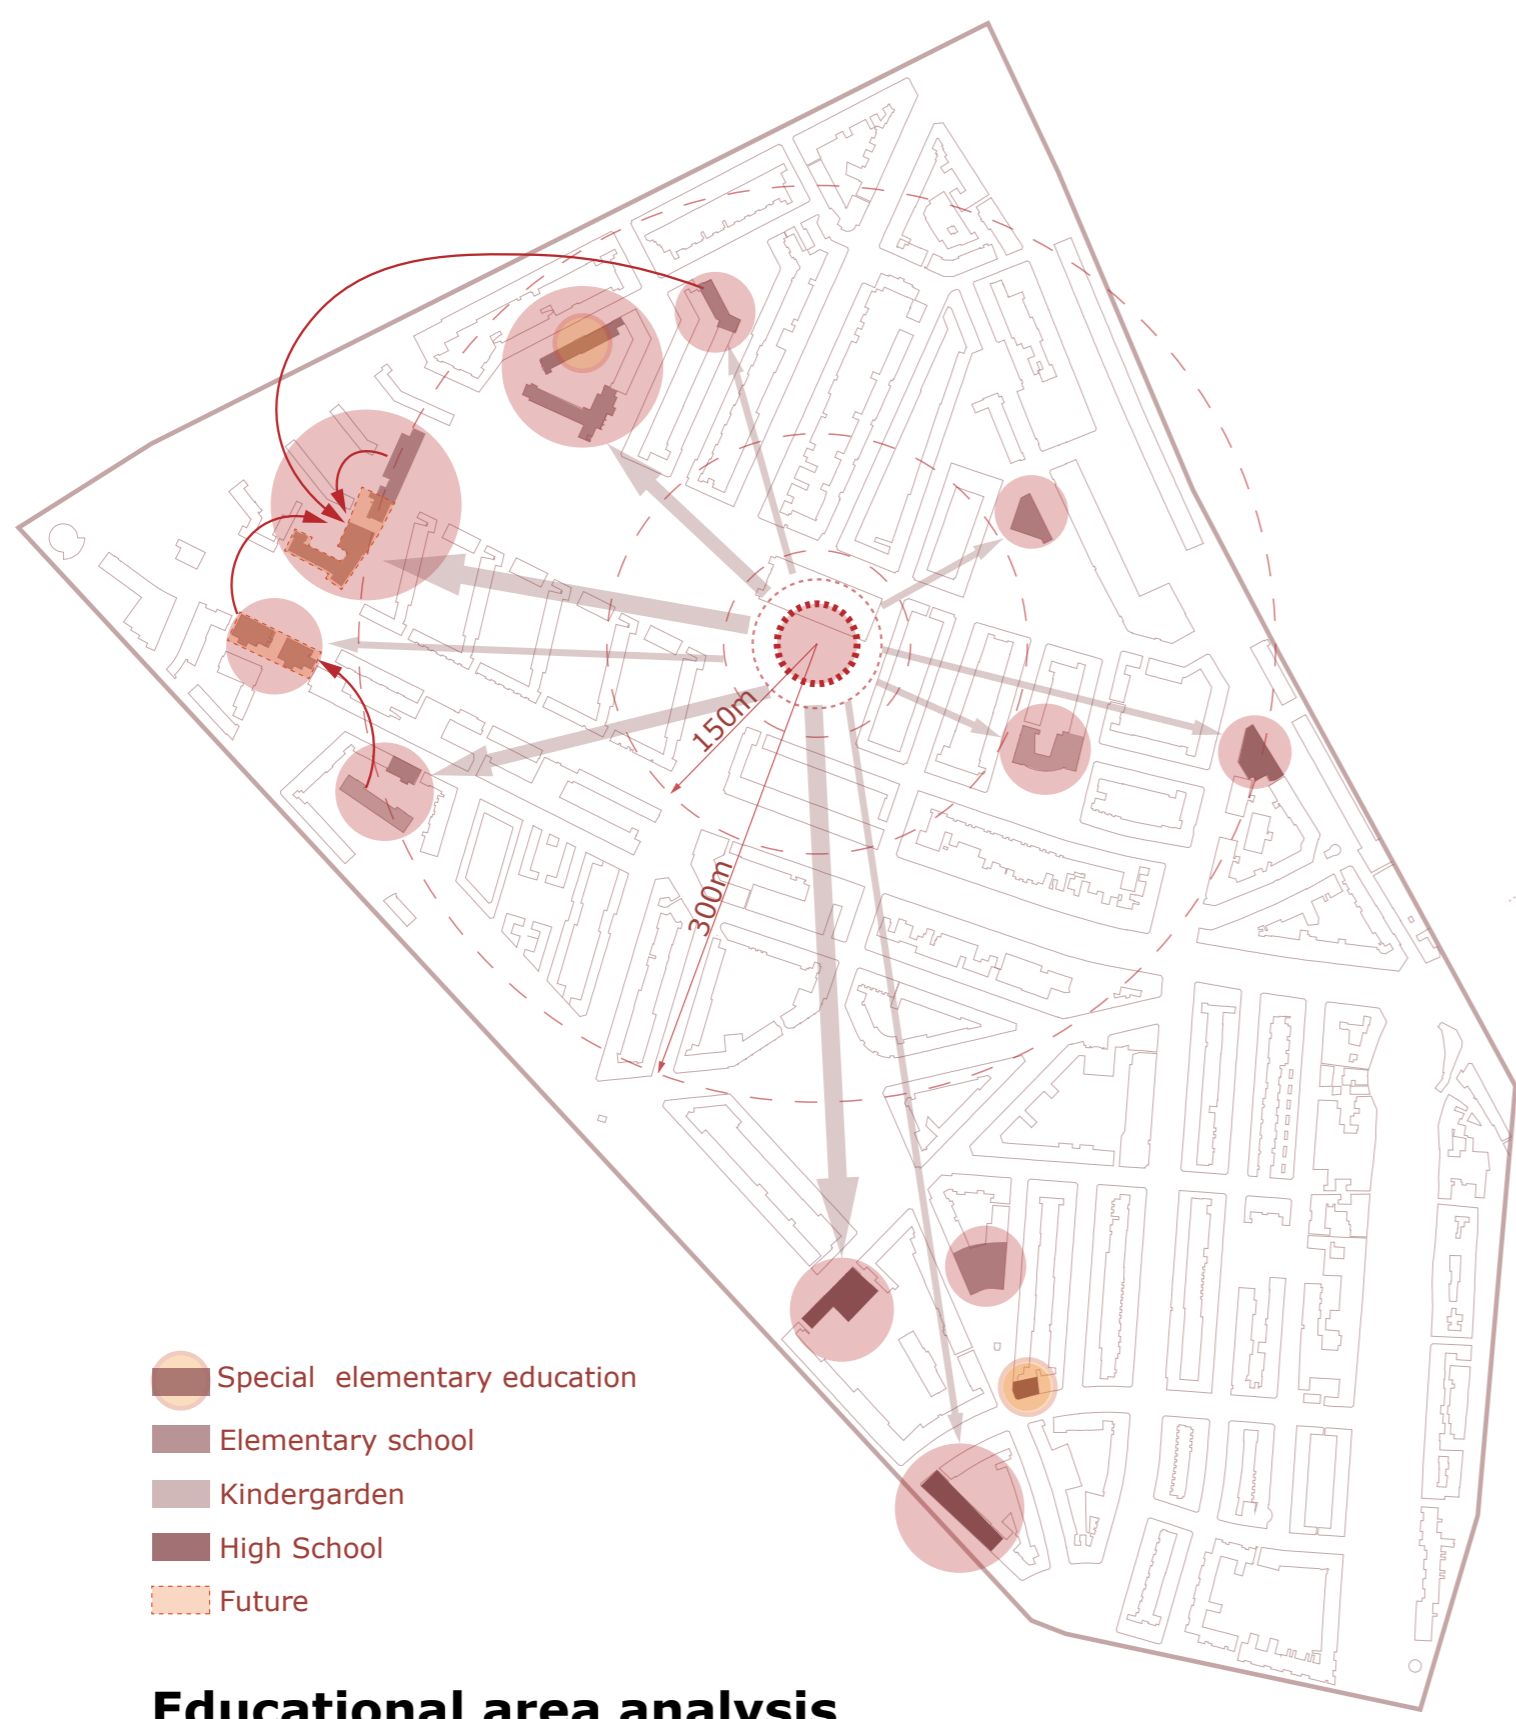 150m
300m
Special elementary education
Elementary school
Kindergarden
High School
Future
Educational area analysis